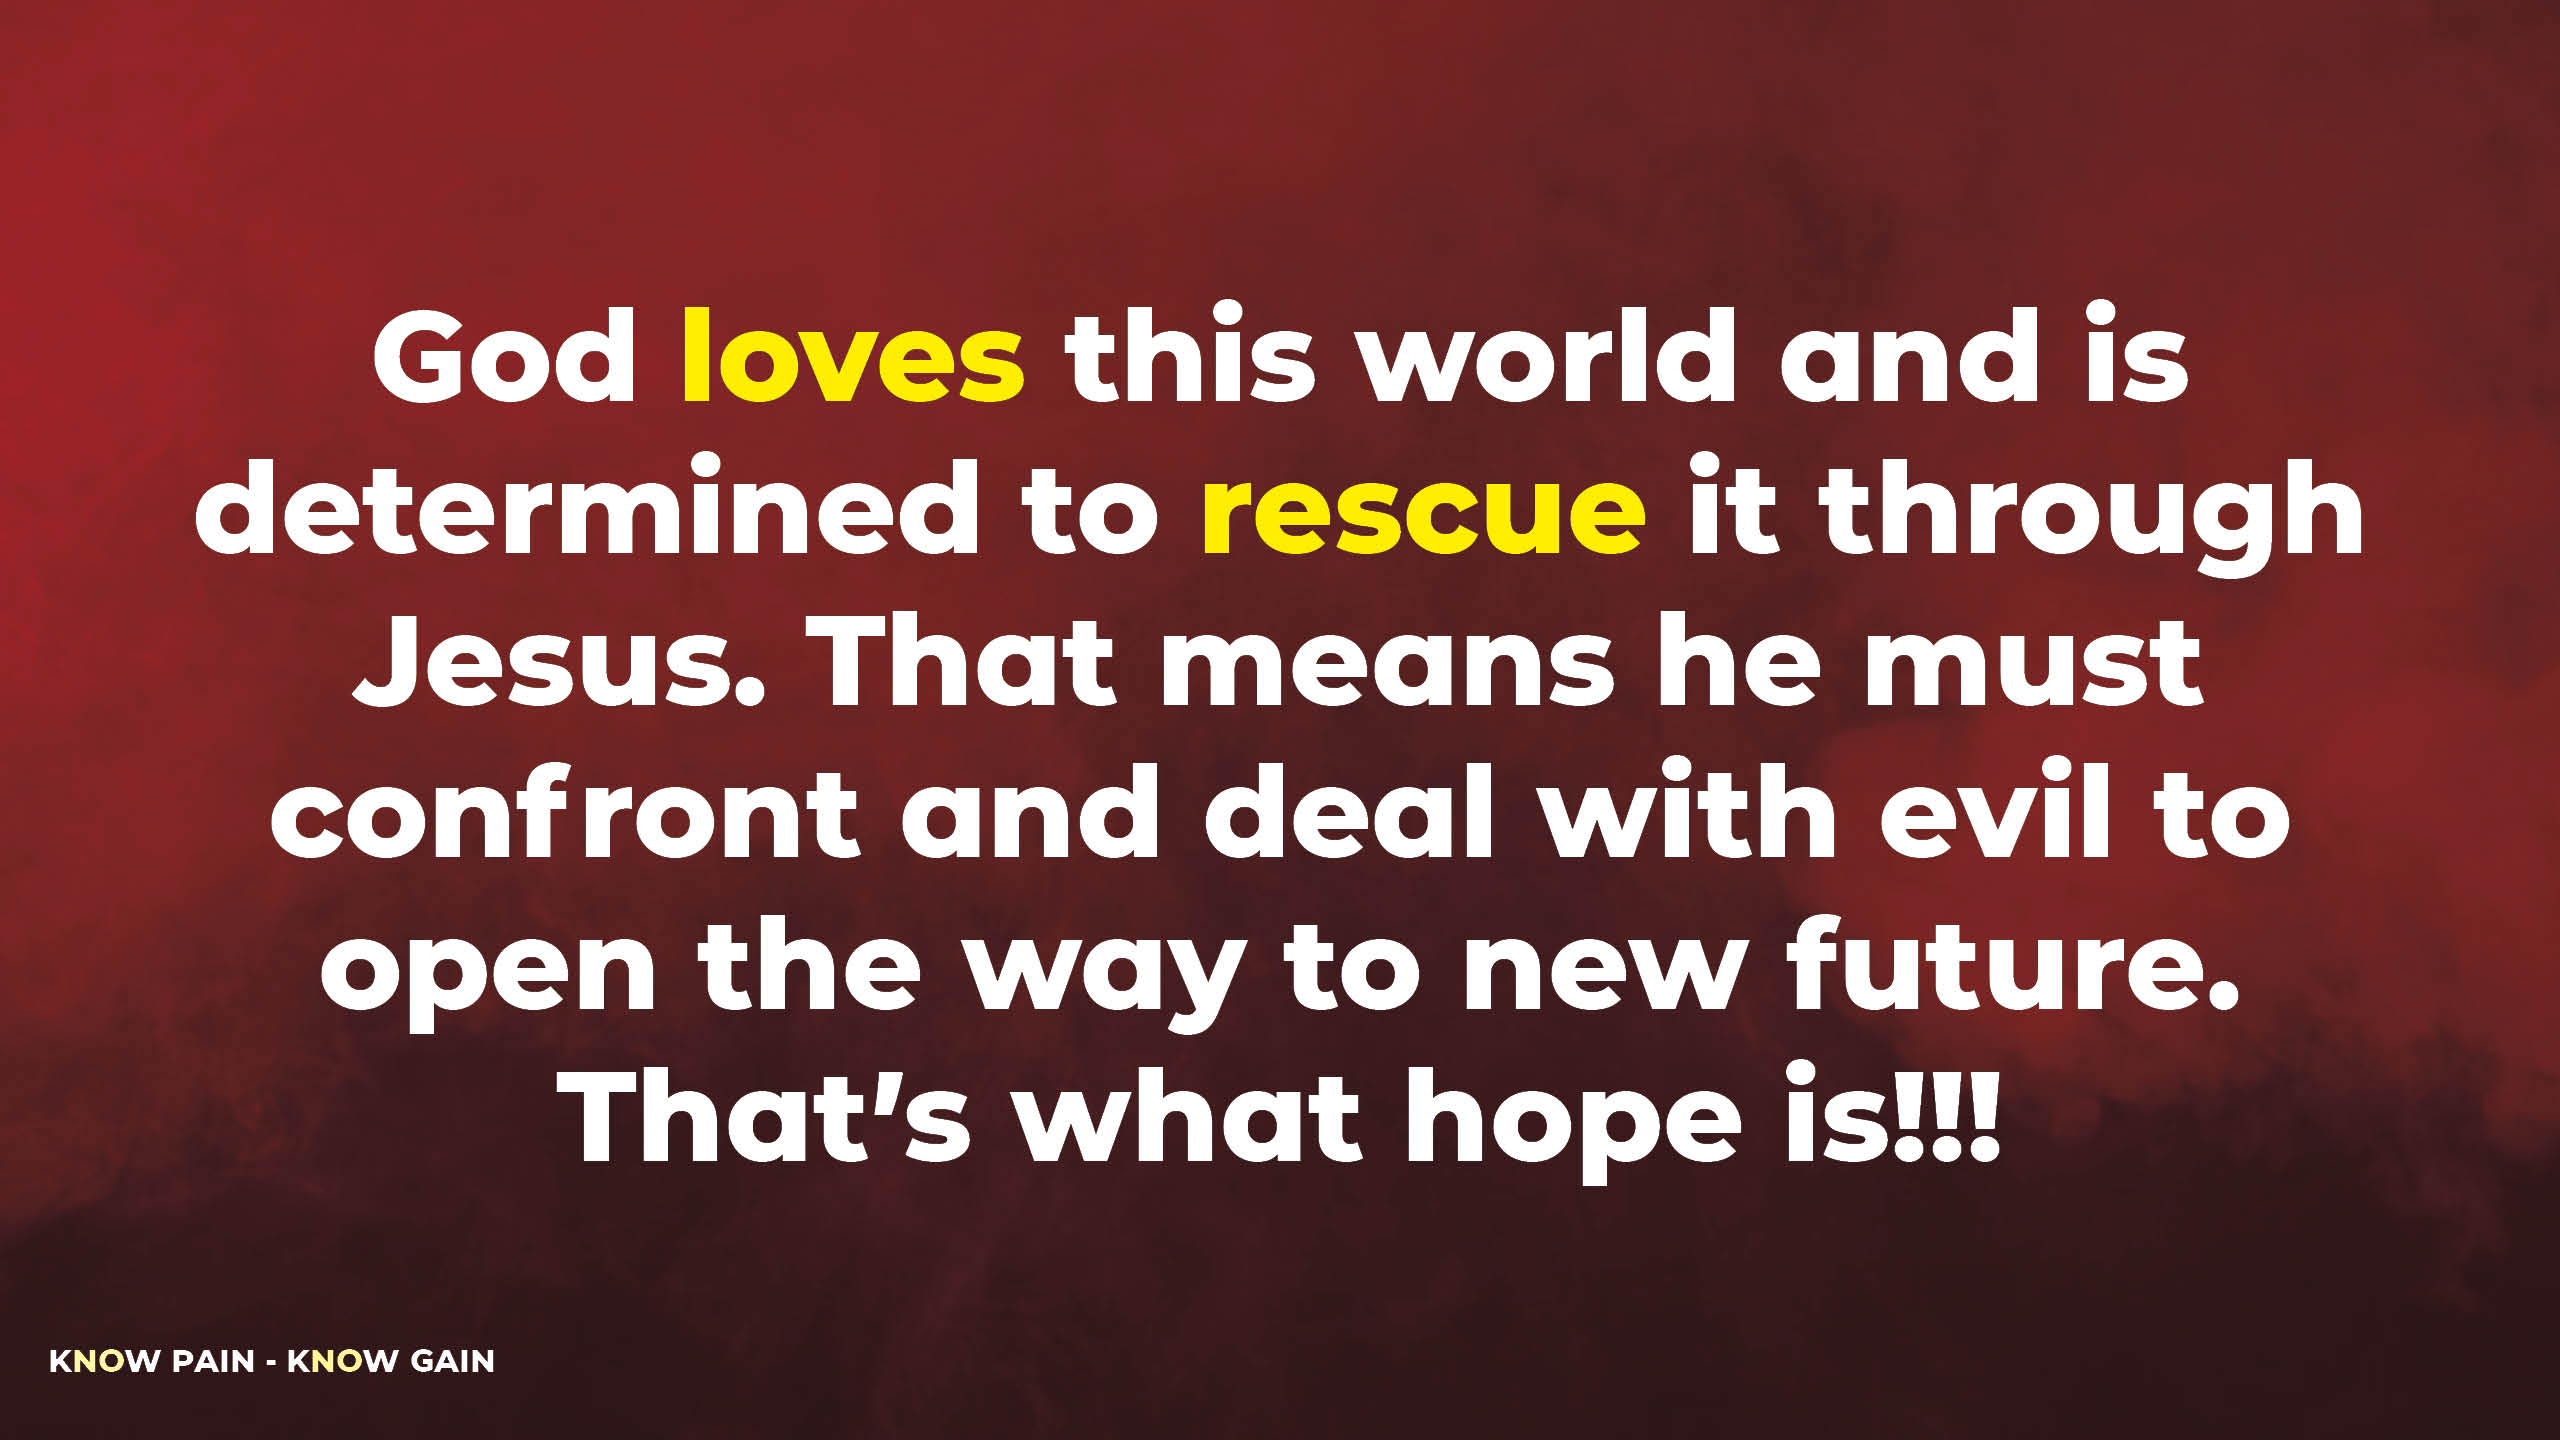 God loves this world and is
determined to rescue it through
Jesus. That means he must
confront and deal with evil to
open the way to new future.
That's what hope is!!!
KNOW PAIN - KNOW GAIN